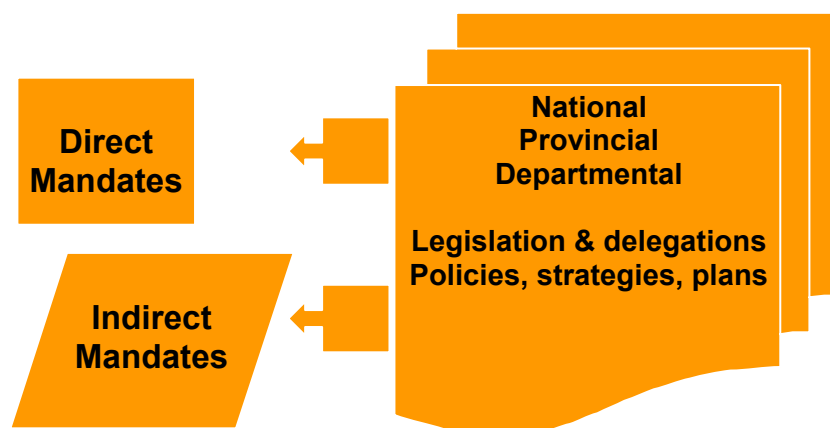 Direct
Mandates
Indirect
Mandates
National
Provincial
Departmental
Legislation & delegations
Policies, strategies, plans